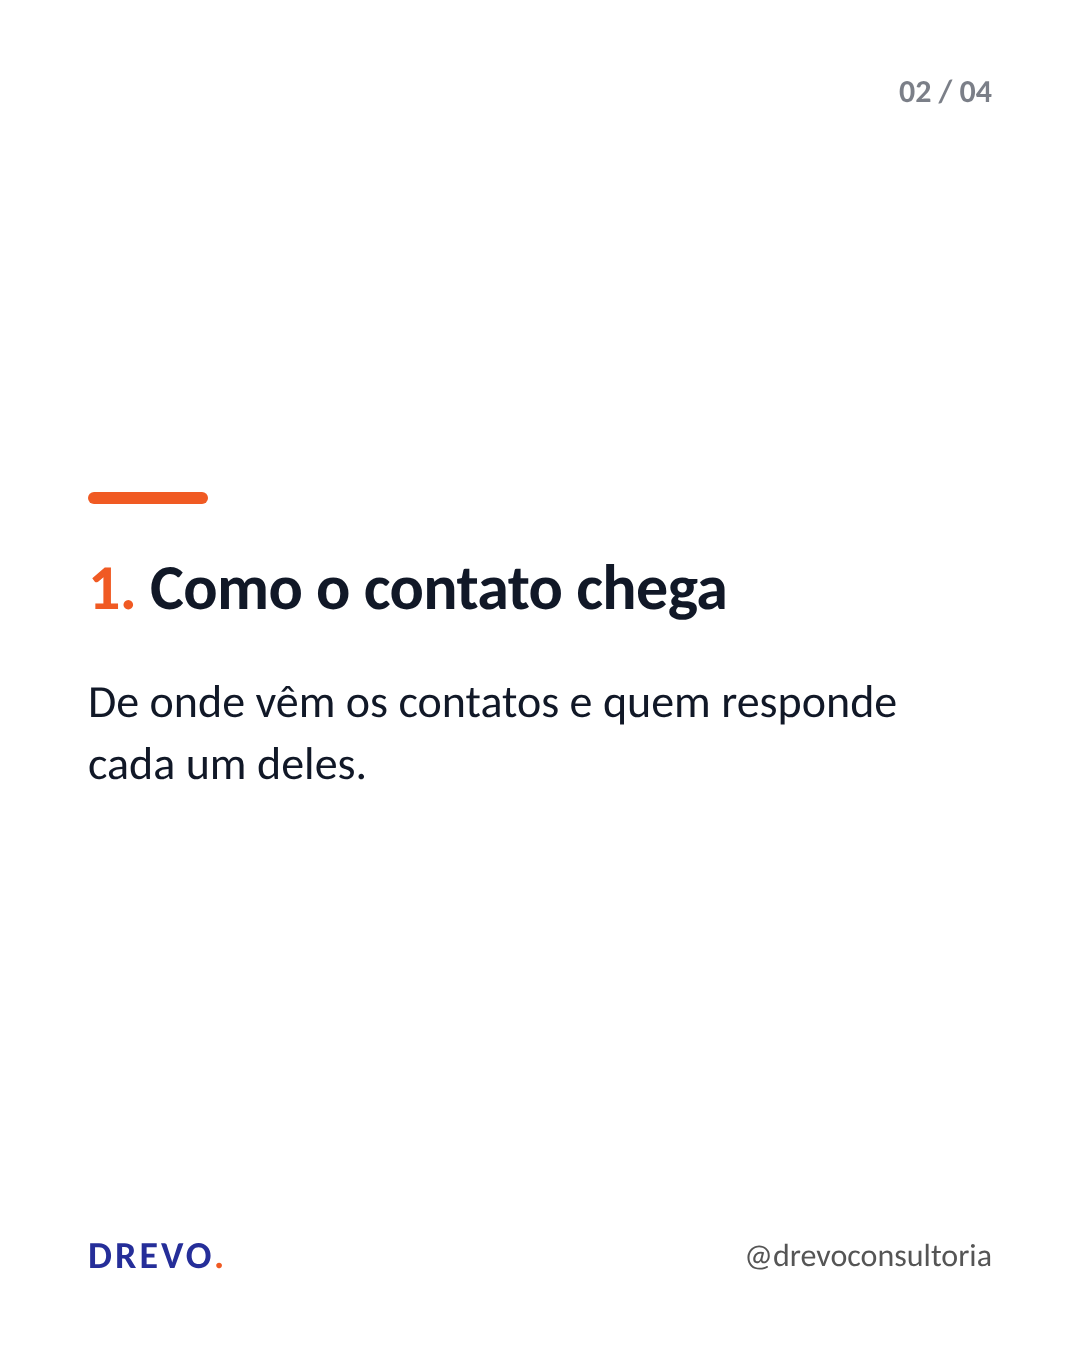 02 / 04
1. Como o contato chega
De onde vêm os contatos e quem responde
cada um deles.
DREVO.
@drevoconsultoria